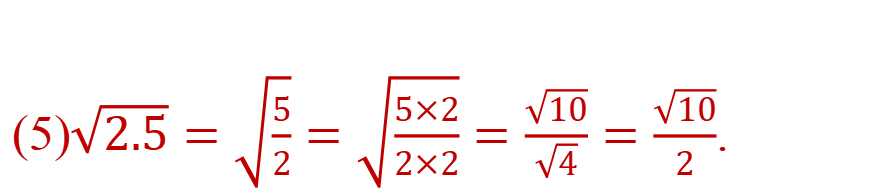 (5)√2.5 = √(5/2) = √((5×2)/(2×2)) = √10/√4 = √10/2.